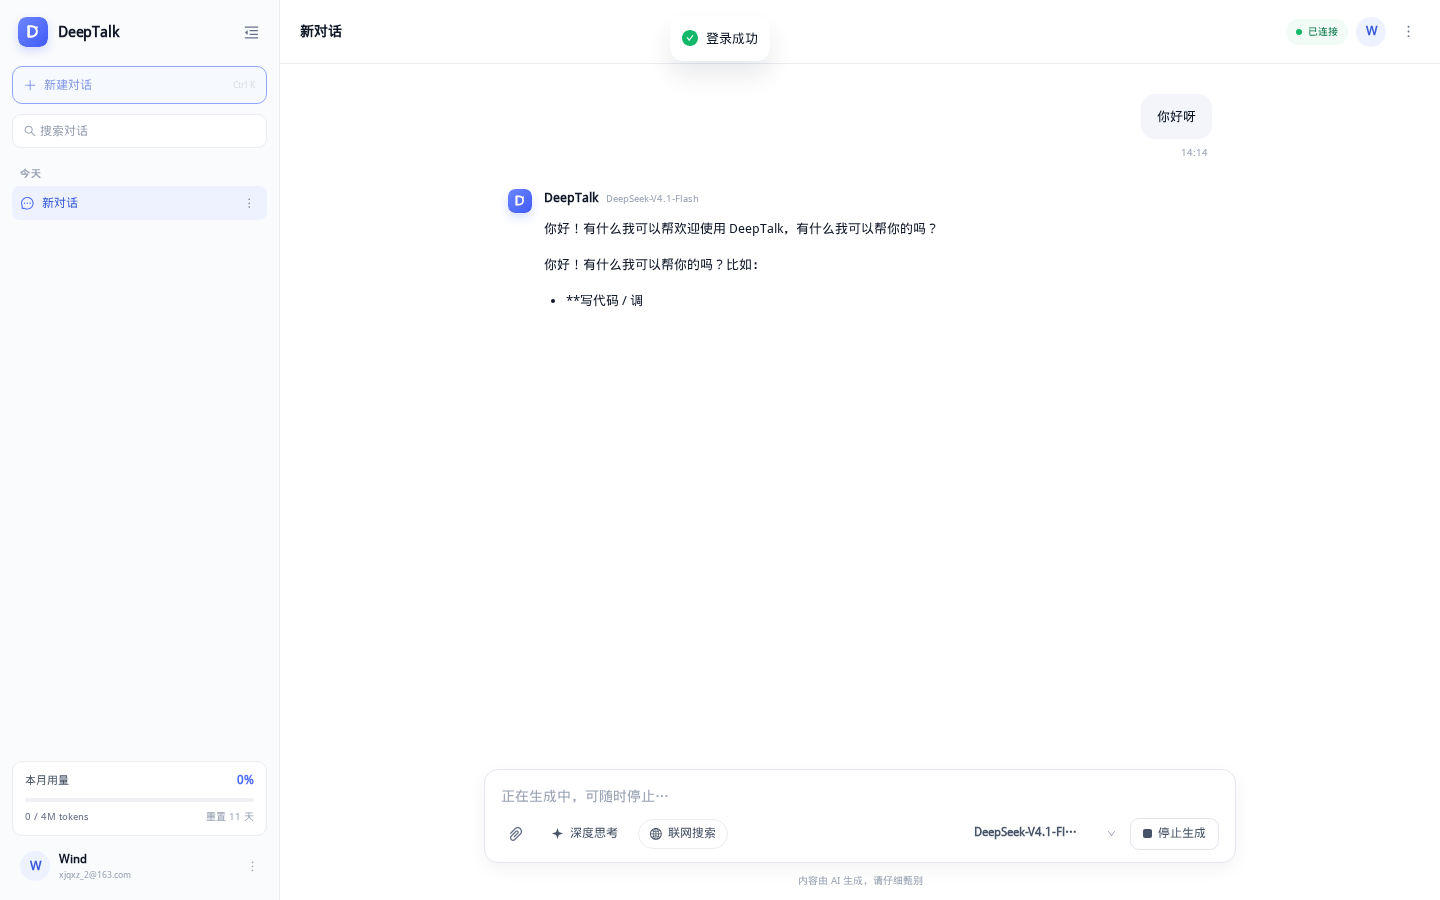 DeepTalk
新建对话
Ctrl K
搜索对话
今天
新对话
本月用量
0%
0 / 4M tokens
重置 11 天
W
Wind
xjqxz_2@163.com
新对话
登录成功
已连接
W
你好呀
14:14
DeepTalk DeepSeek-V4.1-Flash
你好！有什么我可以帮欢迎使用 DeepTalk，有什么我可以帮你的吗？
你好！有什么我可以帮你的吗？比如：
• **写代码 / 调
正在生成中，可随时停止…
深度思考
联网搜索
DeepSeek-V4.1-Fl…
停止生成
内容由 AI 生成，请仔细甄别